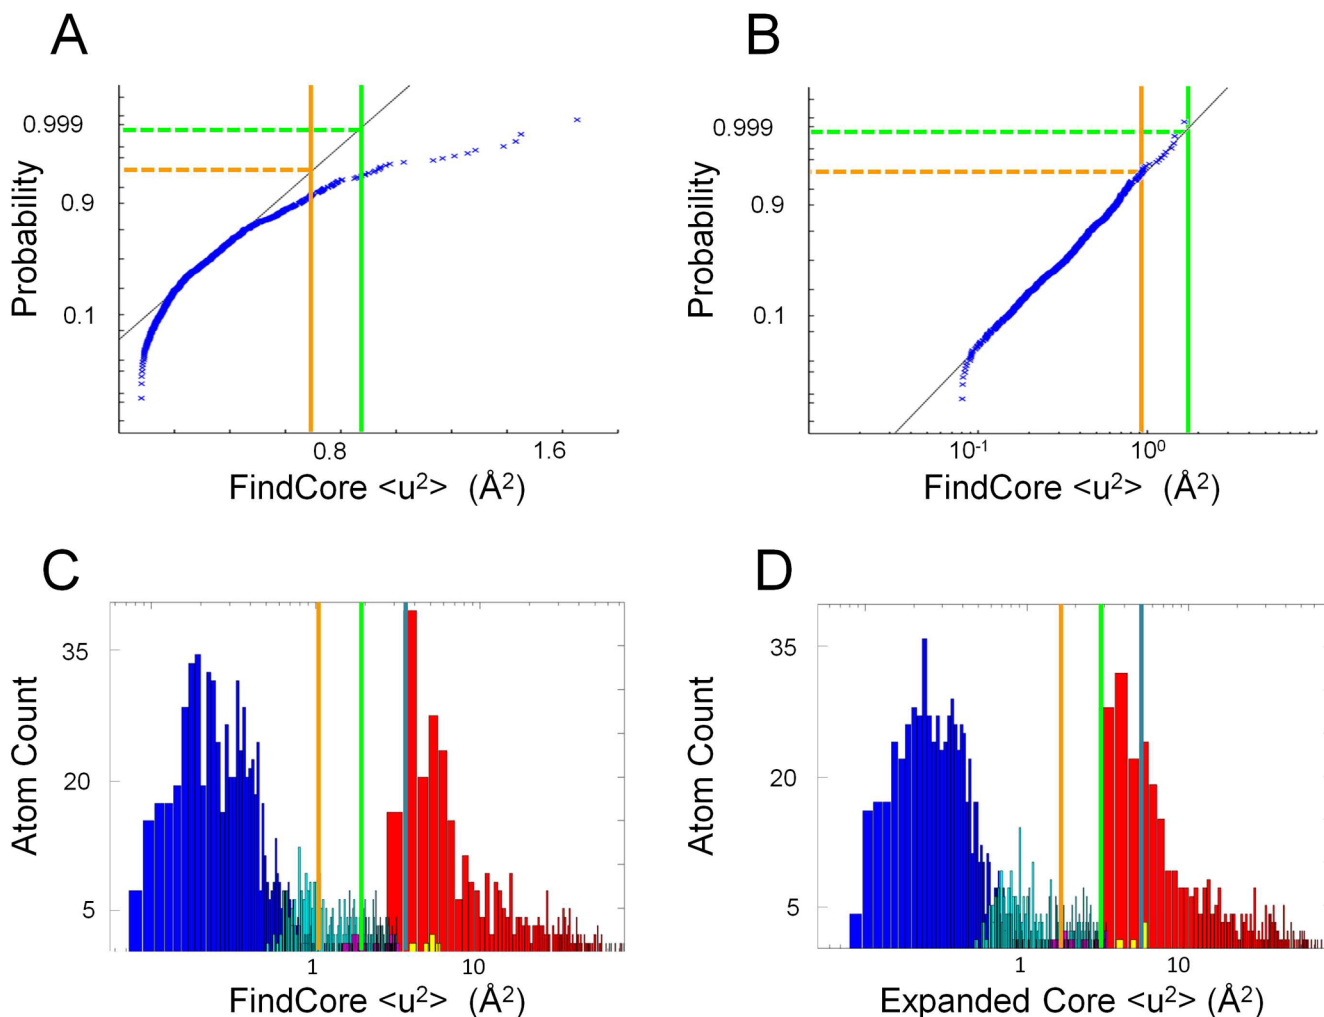 A
B
0.999
0.9
0.1
Probability
0.8
1.6
FindCore <u²> (Å²)
0.999
0.9
0.1
Probability
10⁻¹
10⁰
FindCore <u²> (Å²)
C
D
35
20
5
Atom Count
1
10
FindCore <u²> (Å²)
35
20
5
Atom Count
1
10
Expanded Core <u²> (Å²)